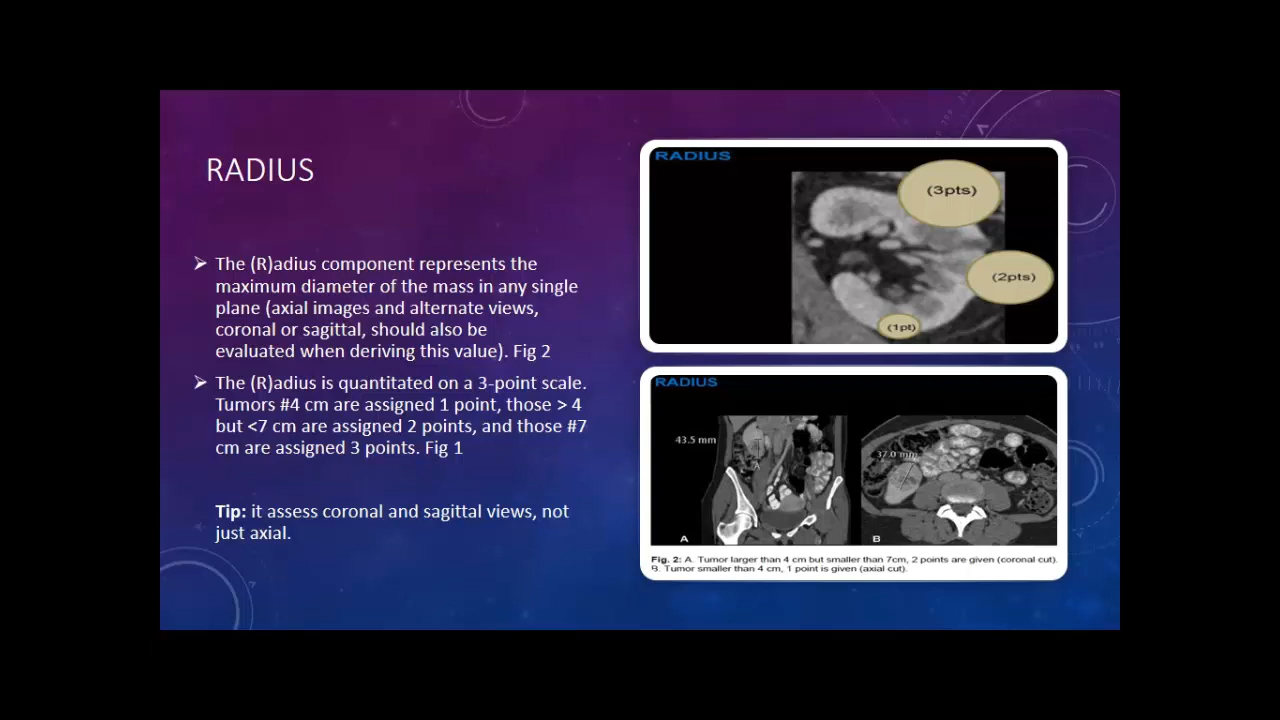 RADIUS
➢ The (R)adius component represents the
maximum diameter of the mass in any single
plane (axial images and alternate views,
coronal or sagittal, should also be
evaluated when deriving this value). Fig 2
➢ The (R)adius is quantitated on a 3-point scale.
Tumors #4 cm are assigned 1 point, those > 4
but <7 cm are assigned 2 points, and those #7
cm are assigned 3 points. Fig 1
Tip: it assess coronal and sagittal views, not
just axial.
RADIUS
(3pts)
(2pts)
(1pt)
RADIUS
43.5 mm
A
37.0 mm
A
B
Fig. 2: A. Tumor larger than 4 cm but smaller than 7cm, 2 points are given (coronal cut).
B. Tumor smaller than 4 cm, 1 point is given (axial cut).